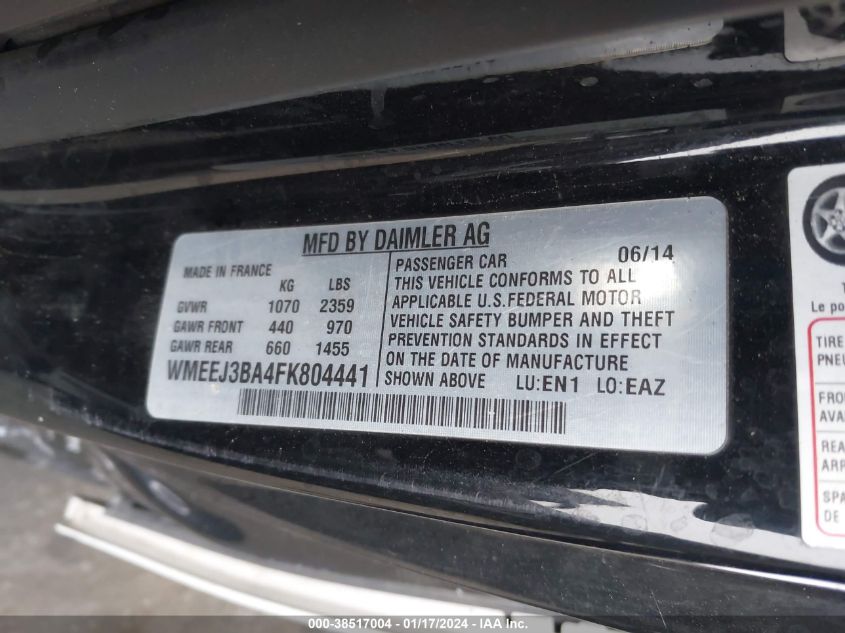 MFD BY DAIMLER AG
MADE IN FRANCE
KG LBS
GVWR 1070 2359
GAWR FRONT 440 970
GAWR REAR 660 1455
WMEEJ3BA4FK804441
PASSENGER CAR 06/14
THIS VEHICLE CONFORMS TO ALL
APPLICABLE U.S.FEDERAL MOTOR
VEHICLE SAFETY BUMPER AND THEFT
PREVENTION STANDARDS IN EFFECT
ON THE DATE OF MANUFACTURE
SHOWN ABOVE LU:EN1 LO:EAZ
Le po
TIRE
PNEU
FRO
AVA
REA
ARR
SPA
DE
000-38517004 / 01/17/2024 / IAA Inc.